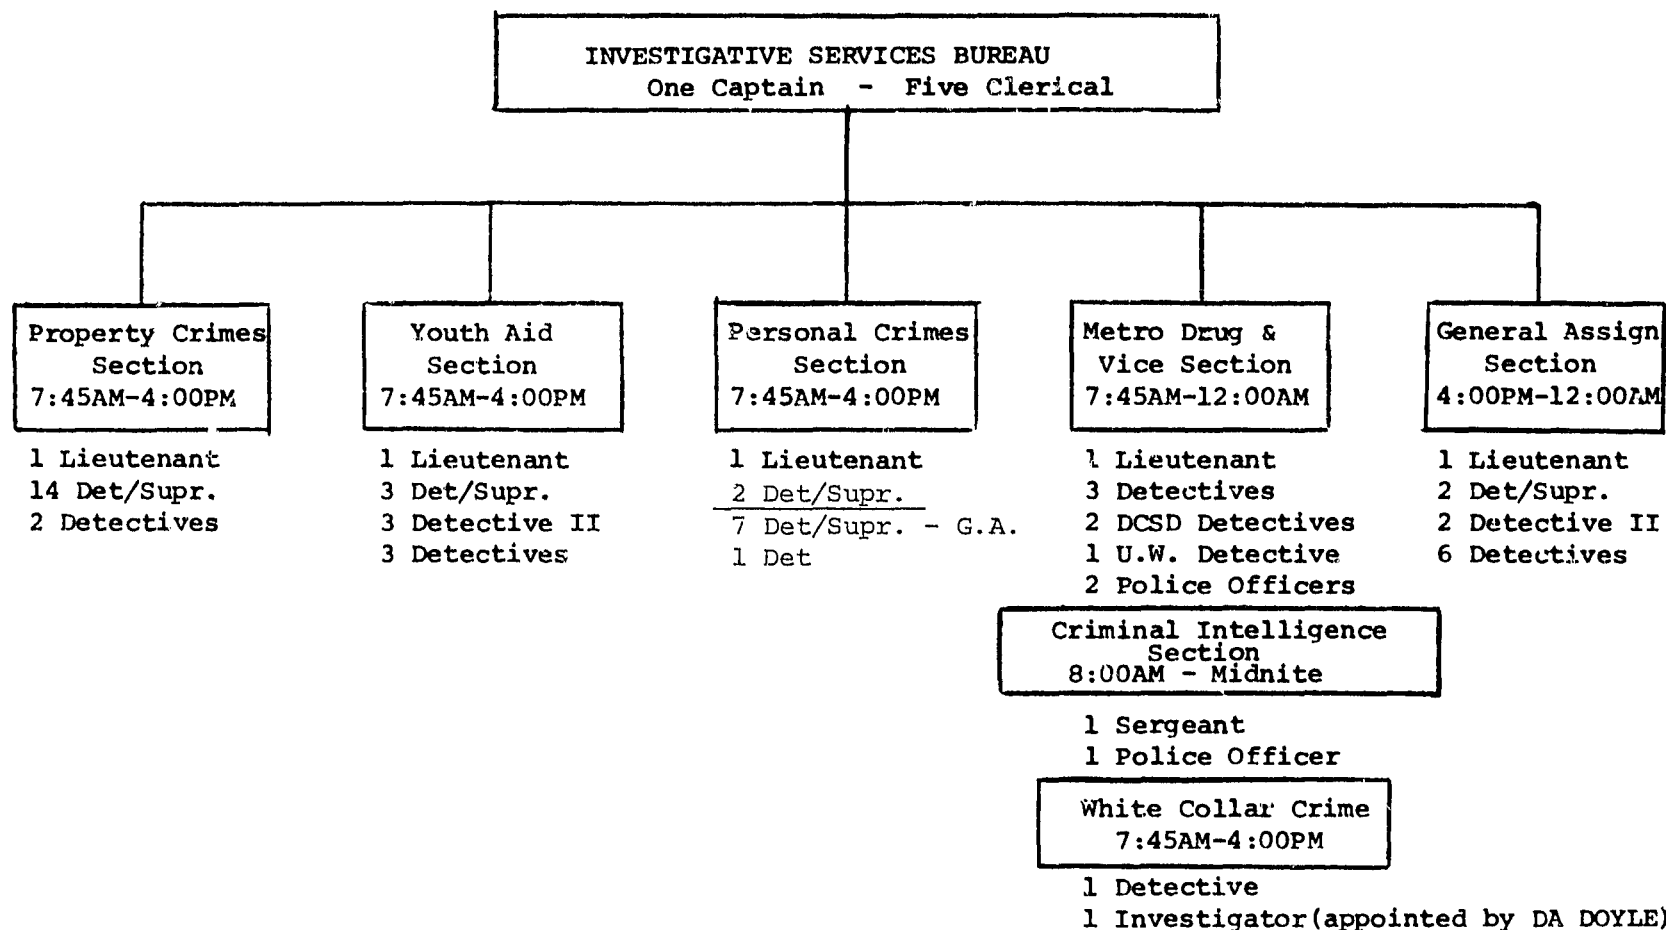 INVESTIGATIVE SERVICES BUREAU
One Captain - Five Clerical
Property Crimes
Section
7:45AM-4:00PM
1 Lieutenant
14 Det/Supr.
2 Detectives
Youth Aid
Section
7:45AM-4:00PM
1 Lieutenant
3 Det/Supr.
3 Detective II
3 Detectives
Personal Crimes
Section
7:45AM-4:00PM
1 Lieutenant
2 Det/Supr.
7 Det/Supr. - G.A.
1 Det
Metro Drug &
Vice Section
7:45AM-12:00AM
1 Lieutenant
3 Detectives
2 DCSD Detectives
1 U.W. Detective
2 Police Officers
Criminal Intelligence
Section
8:00AM - Midnite
1 Sergeant
1 Police Officer
White Collar Crime
7:45AM-4:00PM
1 Detective
1 Investigator(appointed by DA DOYLE)
General Assign
Section
4:00PM-12:00AM
1 Lieutenant
2 Det/Supr.
2 Detective II
6 Detectives